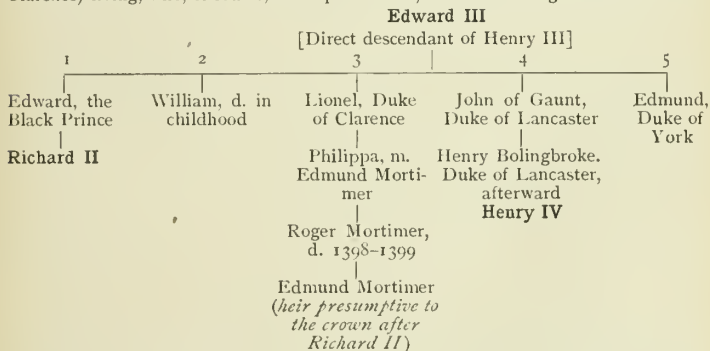 Edward III
[Direct descendant of Henry III]
1 2 3 4 5
Edward, the Black Prince
William, d. in childhood
Lionel, Duke of Clarence
John of Gaunt, Duke of Lancaster
Edmund, Duke of York
Richard II
Philippa, m. Edmund Mortimer
Henry Bolingbroke. Duke of Lancaster, afterward
Henry IV
Roger Mortimer, d. 1398-1399
Edmund Mortimer
(heir presumptive to
the crown after
Richard II)